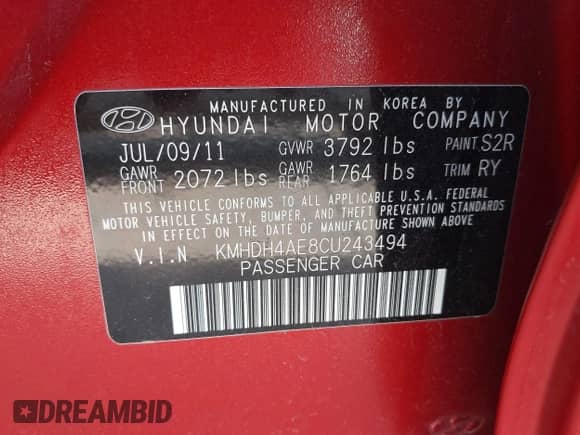 MANUFACTURED IN KOREA BY
HYUNDAI MOTOR COMPANY
JUL/09/11 GVWR 3792 lbs PAINT S2R
GAWR FRONT 2072 lbs GAWR REAR 1764 lbs TRIM RY
THIS VEHICLE CONFORMS TO ALL APPLICABLE U.S.A. FEDERAL
MOTOR VEHICLE SAFETY, BUMPER, AND THEFT PREVENTION STANDARDS
IN EFFECT ON THE DATE OF MANUFACTURE SHOWN ABOVE.
V.I.N KMHDH4AE8CU243494
PASSENGER CAR
DREAMBID